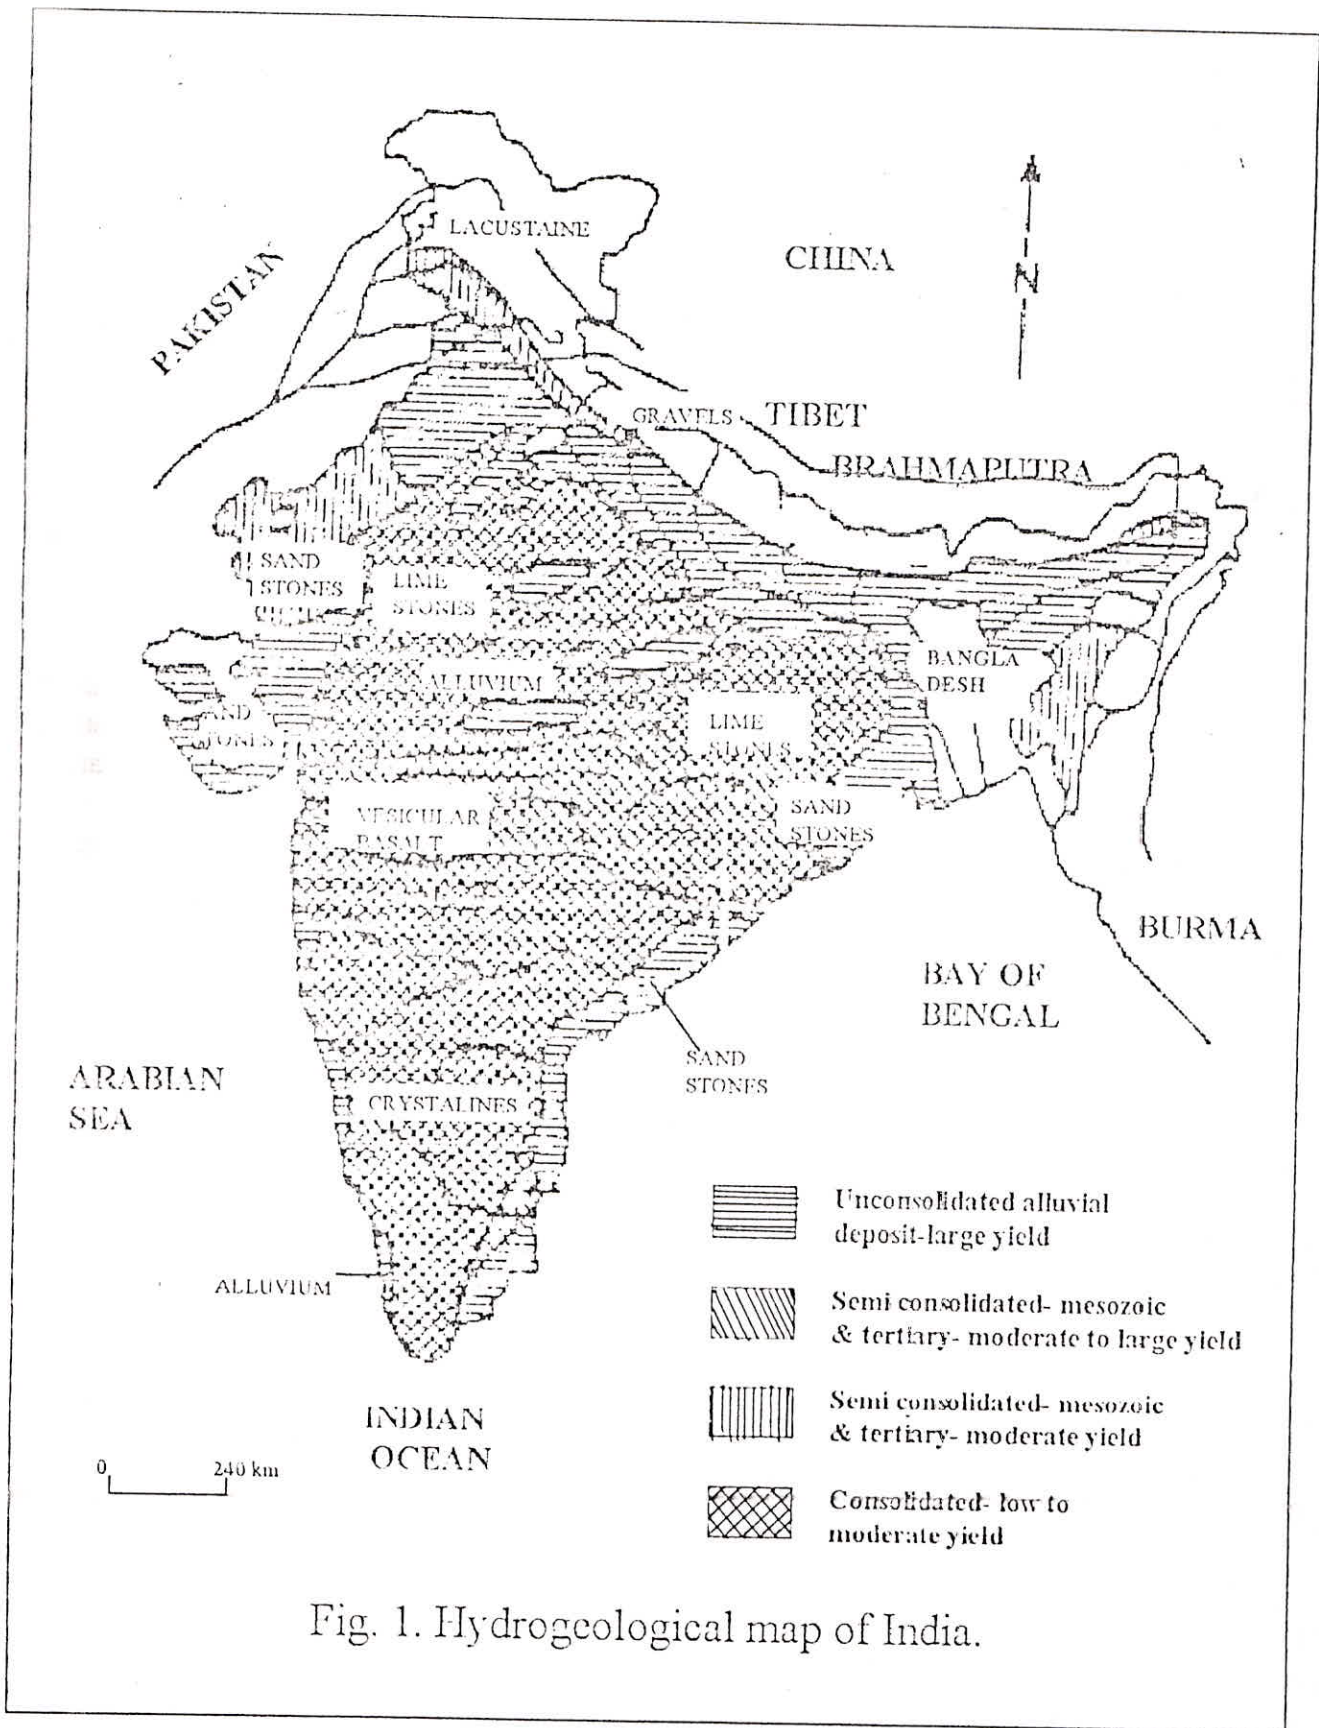 LACUSTAINE
CHINA
N
PAKISTAN
GRAVELS
TIBET
BRAHMAPUTRA
SAND
STONES
LIME
STONES
BANGLA
DESH
ALLUVIUM
AND
STONES
LIME
STONES
VESICULAR
BASALT
SAND
STONES
BURMA
BAY OF
BENGAL
SAND
STONES
ARABIAN
SEA
CRYSTALINES
Unconsolidated alluvial
deposit-large yield
ALLUVIUM
Semi consolidated- mesozoic
& tertiary- moderate to large yield
Semi consolidated- mesozoic
& tertiary- moderate yield
INDIAN
OCEAN
0 240 km
Consolidated- low to
moderate yield
Fig. 1. Hydrogeological map of India.